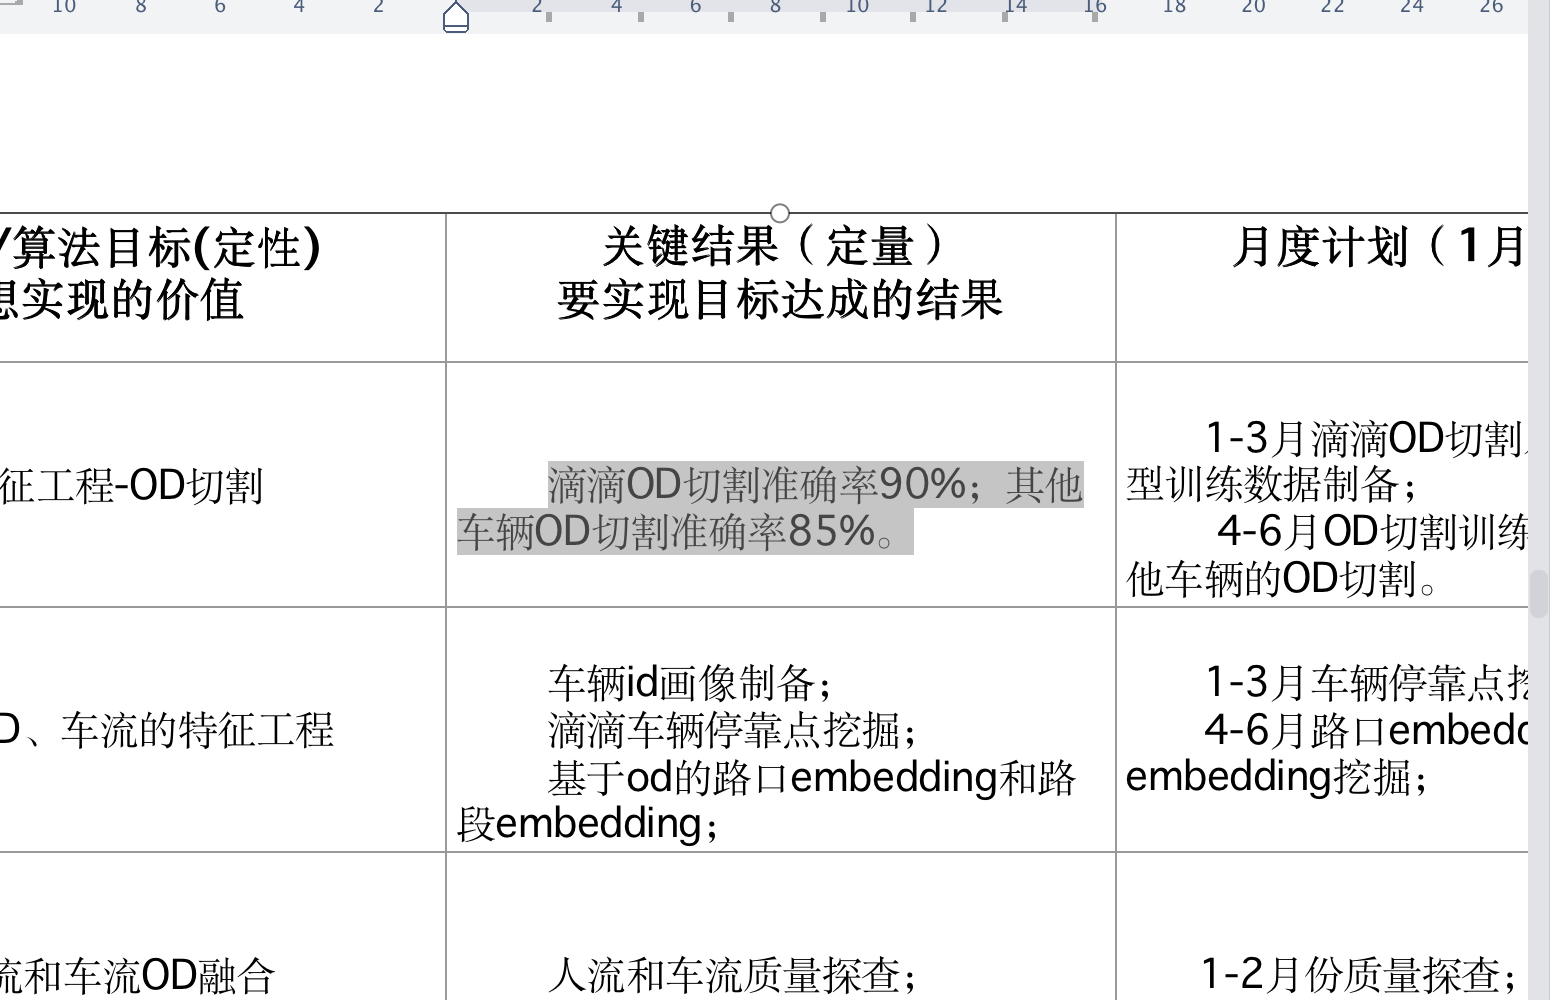 10 8 6 4 2 2 4 6 8 10 12 14 16 18 20 22 24 26
/算法目标(定性)
想实现的价值
关键结果（定量）
要实现目标达成的结果
月度计划（1月
征工程-OD切割
滴滴OD切割准确率90%；其他
车辆OD切割准确率85%。
1-3月滴滴OD切割
型训练数据制备；
4-6月OD切割训练
他车辆的OD切割。
D、车流的特征工程
车辆id画像制备；
滴滴车辆停靠点挖掘；
基于od的路口embedding和路
段embedding；
1-3月车辆停靠点挖
4-6月路口embedd
embedding挖掘；
流和车流OD融合
人流和车流质量探查；
1-2月份质量探查；